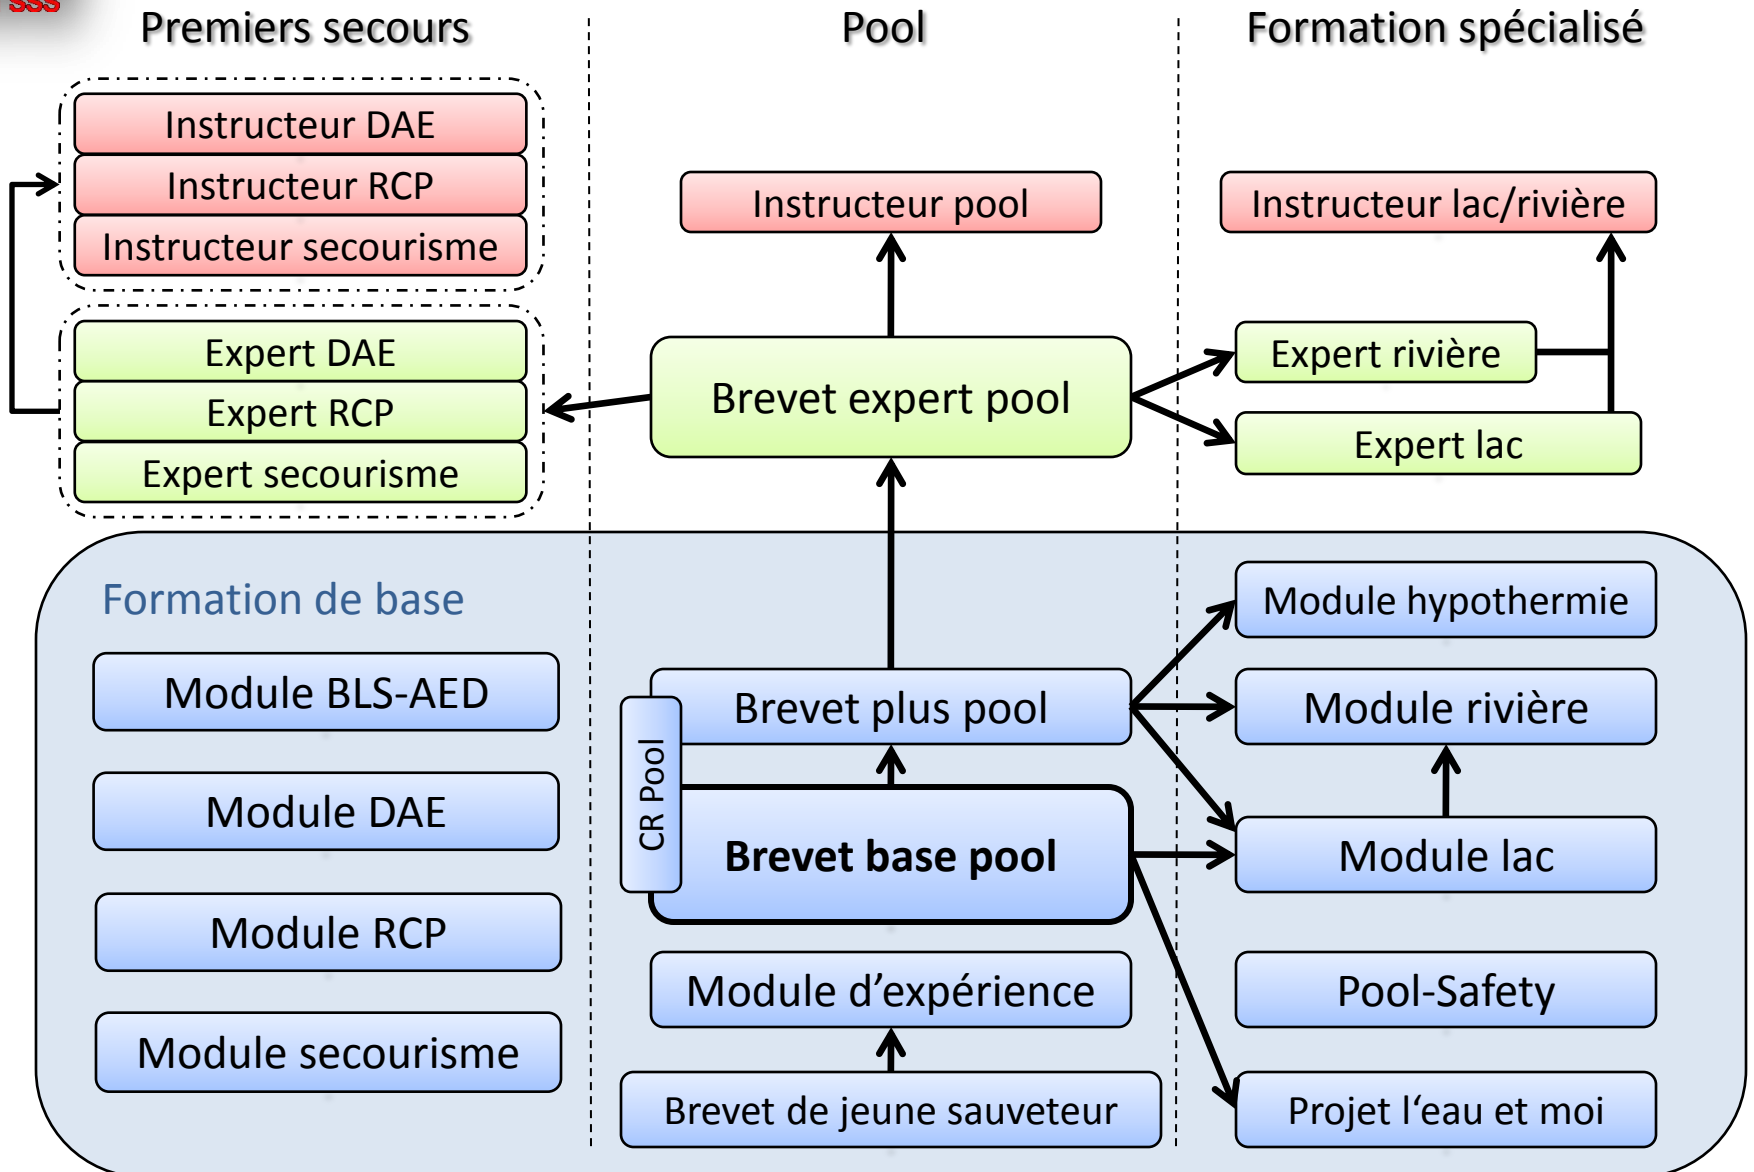 SSS
Premiers secours
Pool
Formation spécialisé
Instructeur DAE
Instructeur RCP
Instructeur secourisme
Instructeur pool
Instructeur lac/rivière
Expert DAE
Expert RCP
Expert secourisme
Brevet expert pool
Expert rivière
Expert lac
Formation de base
Module BLS-AED
Module DAE
Module RCP
Module secourisme
Brevet plus pool
CR Pool
Brevet base pool
Module d’expérience
Brevet de jeune sauveteur
Module hypothermie
Module rivière
Module lac
Pool-Safety
Projet l‘eau et moi